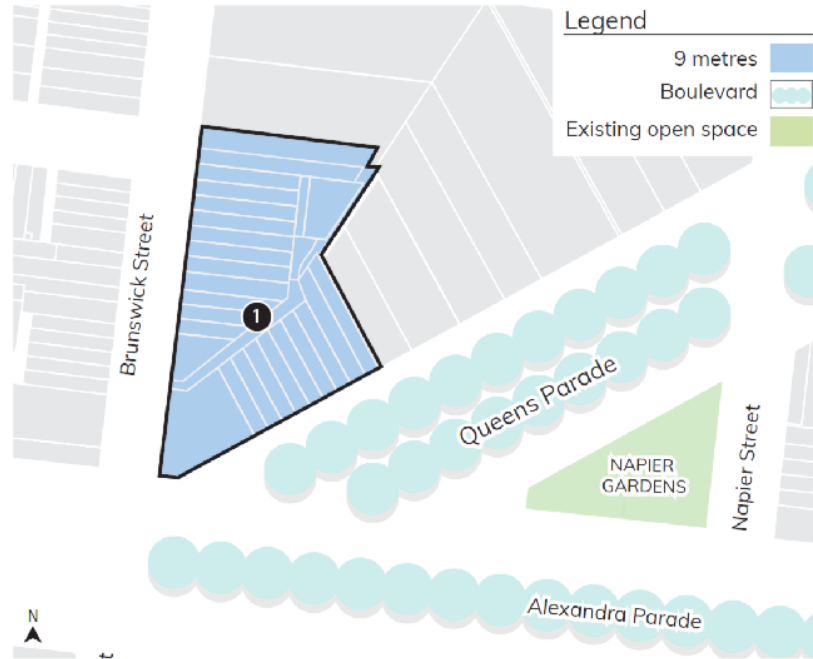 Legend
9 metres
Boulevard
Existing open space
Brunswick Street
1
Queens Parade
NAPIER
GARDENS
Napier Street
Alexandra Parade
N